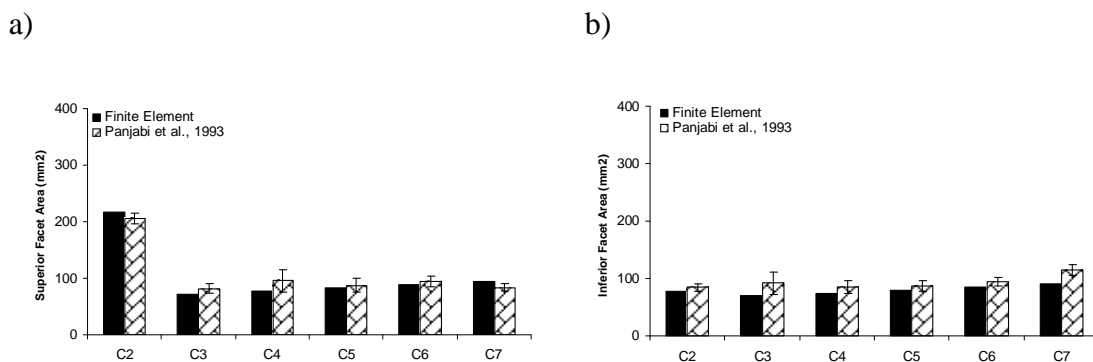 a)
b)
400
300
200
100
0
Superior Facet Area (mm2)
Finite Element
Panjabi et al., 1993
C2 C3 C4 C5 C6 C7
400
300
200
100
0
Inferior Facet Area (mm2)
Finite Element
Panjabi et al., 1993
C2 C3 C4 C5 C6 C7